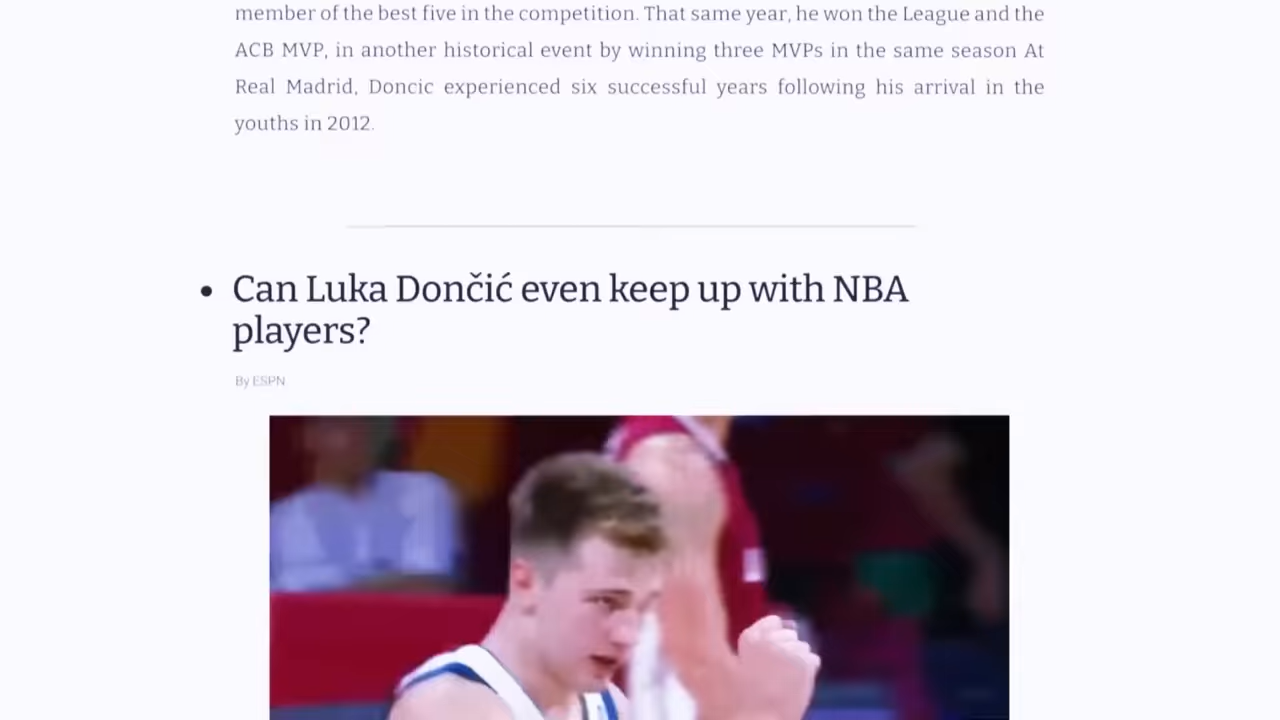 member of the best five in the competition. That same year, he won the League and the
ACB MVP, in another historical event by winning three MVPs in the same season At
Real Madrid, Doncic experienced six successful years following his arrival in the
youths in 2012.
• Can Luka Dončić even keep up with NBA
players?
By ESPN